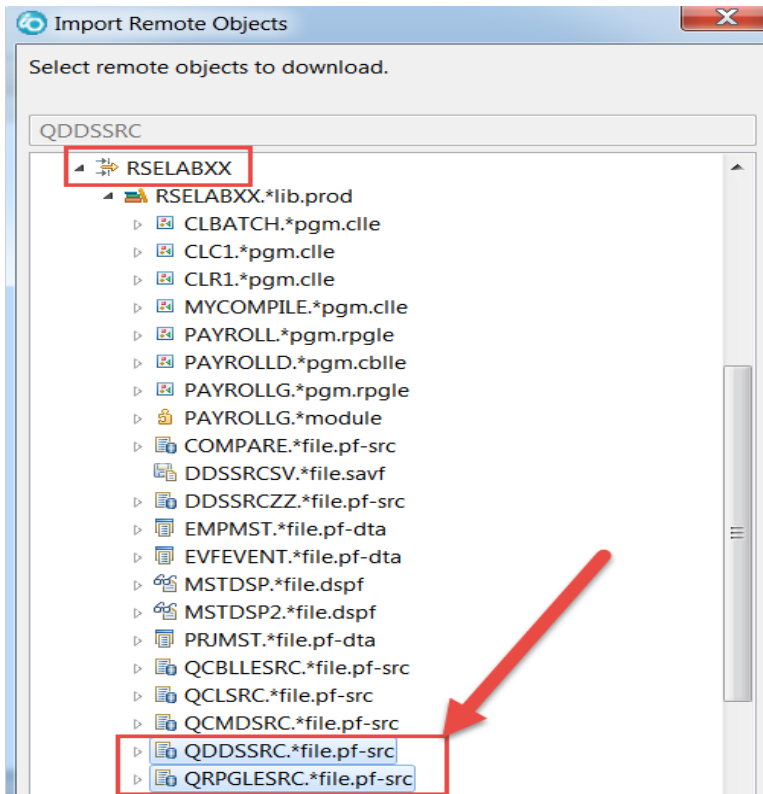 Import Remote Objects
Select remote objects to download.
QDDSSRC
RSELABXX
RSELABXX.*lib.prod
CLBATCH.*pgm.clle
CLC1.*pgm.clle
CLR1.*pgm.clle
MYCOMPILE.*pgm.clle
PAYROLL.*pgm.rpgle
PAYROLLD.*pgm.cblle
PAYROLLG.*pgm.rpgle
PAYROLLG.*module
COMPARE.*file.pf-src
DDSSRCSV.*file.savf
DDSSRCZZ.*file.pf-src
EMPMST.*file.pf-dta
EVFEVENT.*file.pf-dta
MSTDSP.*file.dspf
MSTDSP2.*file.dspf
PRJMST.*file.pf-dta
QCBLLESRC.*file.pf-src
QCLSRC.*file.pf-src
QCMDSRC.*file.pf-src
QDDSSRC.*file.pf-src
QRPGLESRC.*file.pf-src